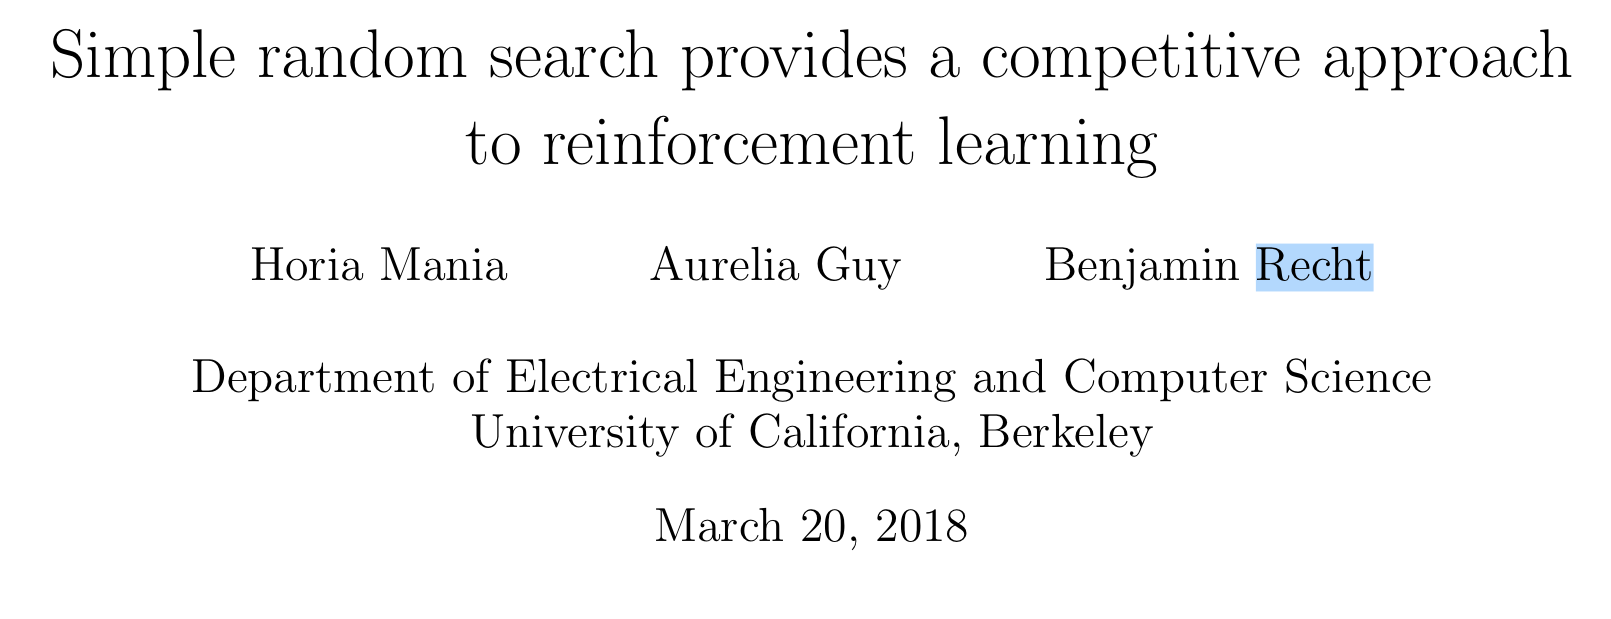 Simple random search provides a competitive approach
to reinforcement learning
Horia Mania Aurelia Guy Benjamin Recht
Department of Electrical Engineering and Computer Science
University of California, Berkeley
March 20, 2018